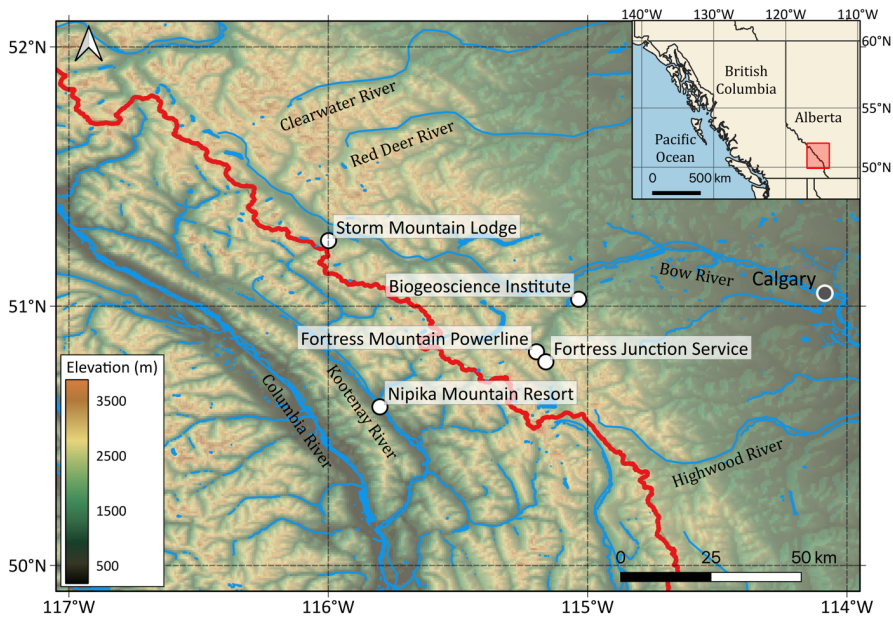 52°N
51°N
50°N
117°W
116°W
115°W
114°W
Clearwater River
Red Deer River
Storm Mountain Lodge
Biogeoscience Institute
Bow River
Calgary
Fortress Mountain Powerline
Fortress Junction Service
Nipika Mountain Resort
Columbia River
Kootenay River
Highwood River
Elevation (m)
3500
2500
1500
500
0
25
50 km
140°W
130°W
120°W
110°W
60°N
55°N
50°N
British
Columbia
Alberta
Pacific
Ocean
0
500 km